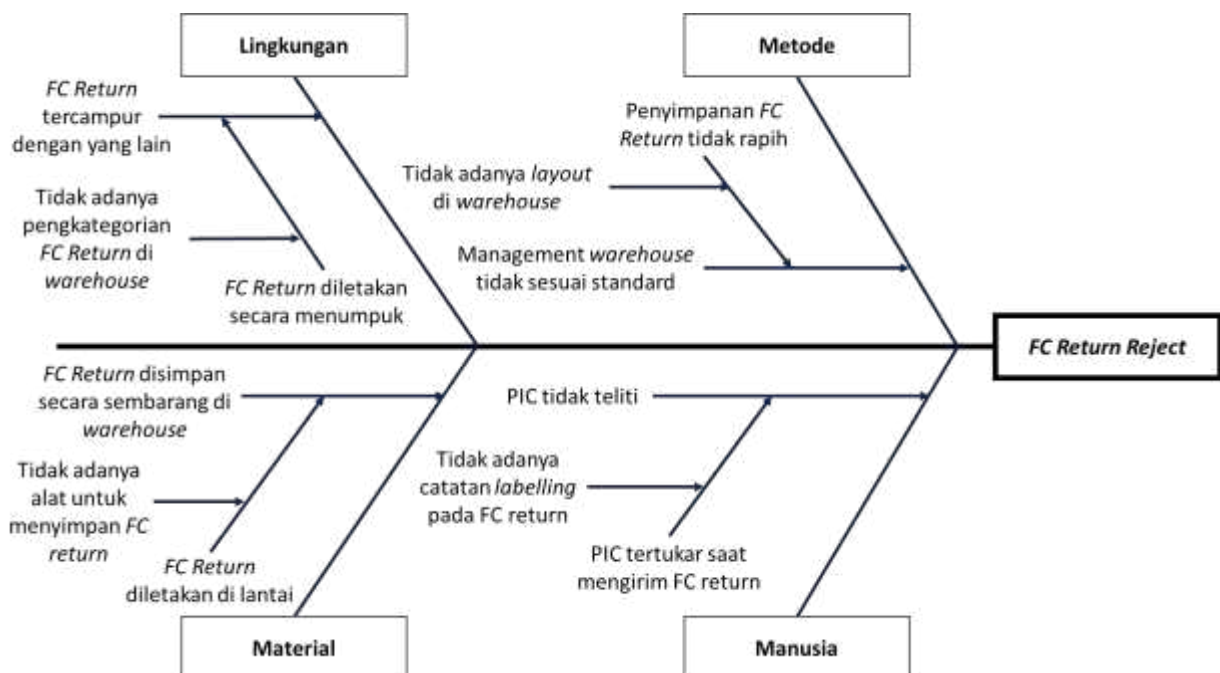 Lingkungan
Metode
FC Return
tercampur
dengan yang lain
Tidak adanya
pengkategorian
FC Return di
warehouse
FC Return diletakan
secara menumpuk
Penyimpanan FC
Return tidak rapih
Tidak adanya layout
di warehouse
Management warehouse
tidak sesuai standard
FC Return Reject
FC Return disimpan
secara sembarang di
warehouse
Tidak adanya
alat untuk
menyimpan FC
return
FC Return
diletakan di lantai
PIC tidak teliti
Tidak adanya
catatan labelling
pada FC return
PIC tertukar saat
mengirim FC return
Material
Manusia